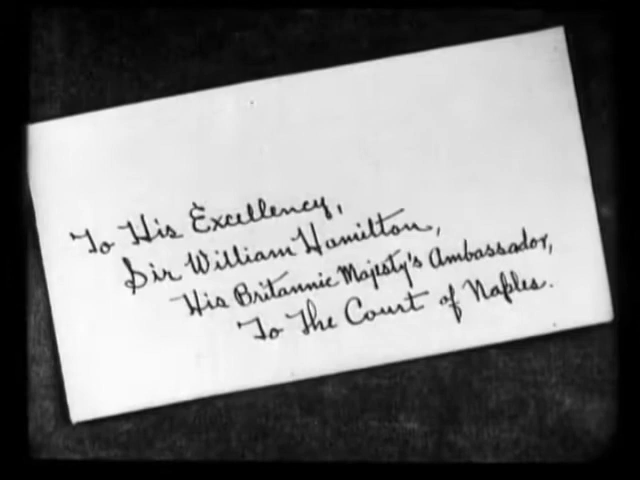 To His Excellency,
Sir William Hamilton,
His Britannic Majesty's Ambassador,
To The Court of Naples.